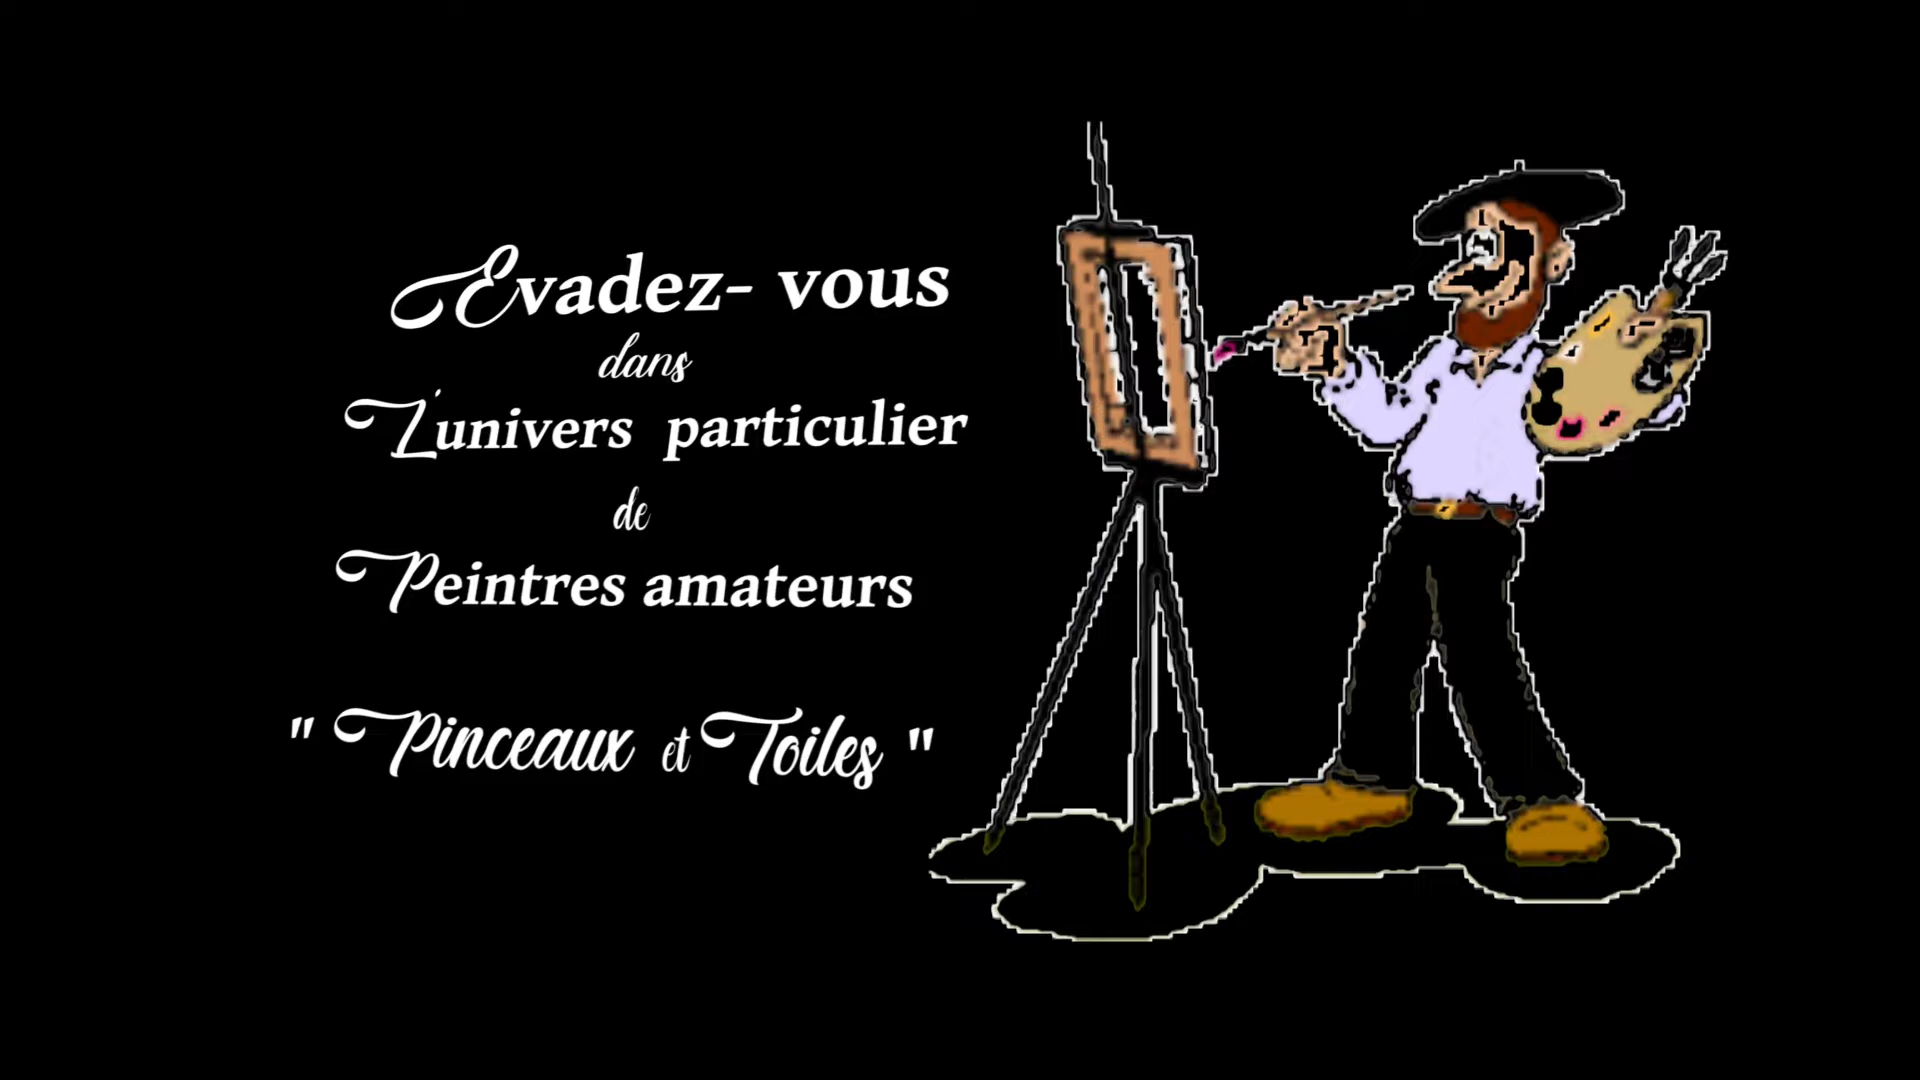 Evadez- vous
dans
L'univers particulier
de
Peintres amateurs
" Pinceaux et Toiles "